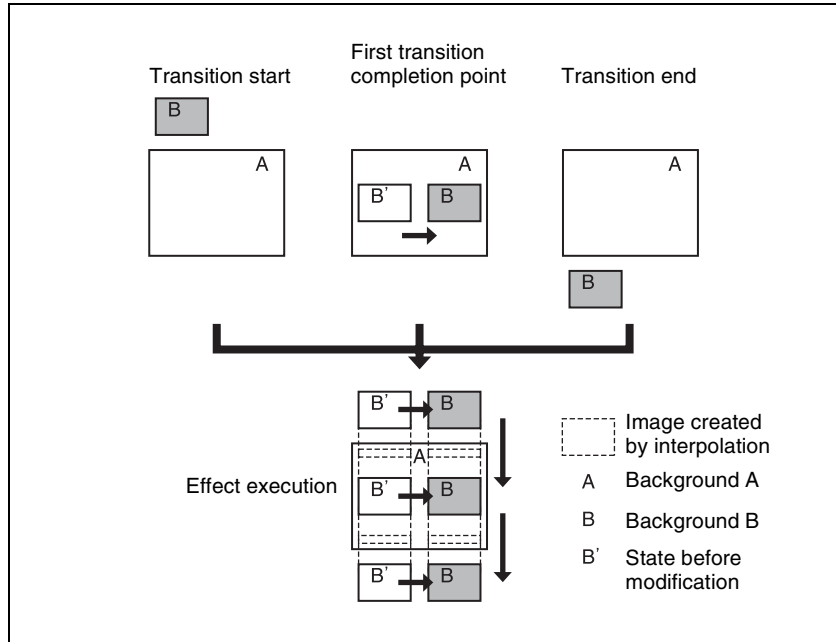 Transition start
First transition
completion point
Transition end
B
A
A
B'
B
A
B
B'
B
A
Effect execution
B'
B
B'
B
Image created
by interpolation
A Background A
B Background B
B' State before
modification